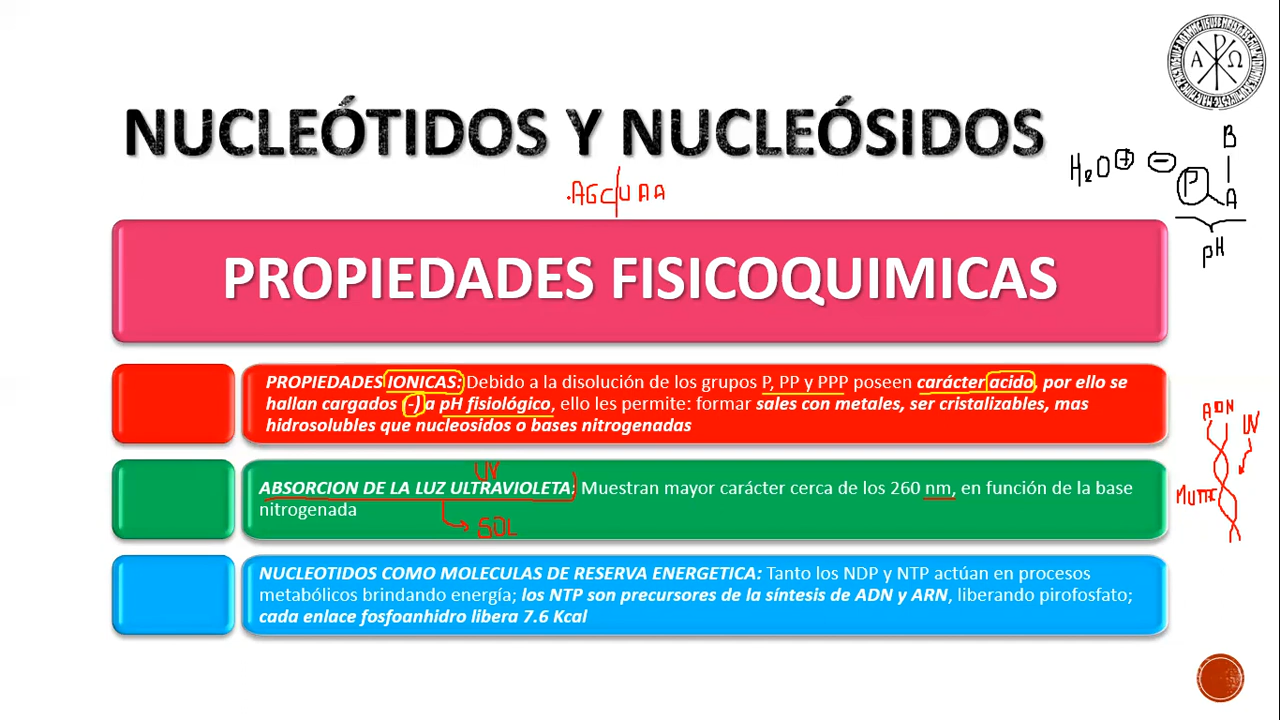 NUCLEÓTIDOS Y NUCLEÓSIDOS
B
H2O + - P
A
pH
.AGC/UAA
PROPIEDADES FISICOQUIMICAS
PROPIEDADES IONICAS: Debido a la disolución de los grupos P, PP y PPP poseen carácter acido, por ello se
hallan cargados (-) a pH fisiológico, ello les permite: formar sales con metales, ser cristalizables, mas
hidrosolubles que nucleosidos o bases nitrogenadas
ADN
UV
UV
ABSORCION DE LA LUZ ULTRAVIOLETA: Muestran mayor carácter cerca de los 260 nm, en función de la base
nitrogenada
SOL
NUCLEOTIDOS COMO MOLECULAS DE RESERVA ENERGETICA: Tanto los NDP y NTP actúan en procesos
metabólicos brindando energía; los NTP son precursores de la síntesis de ADN y ARN, liberando pirofosfato;
cada enlace fosfoanhidro libera 7.6 Kcal